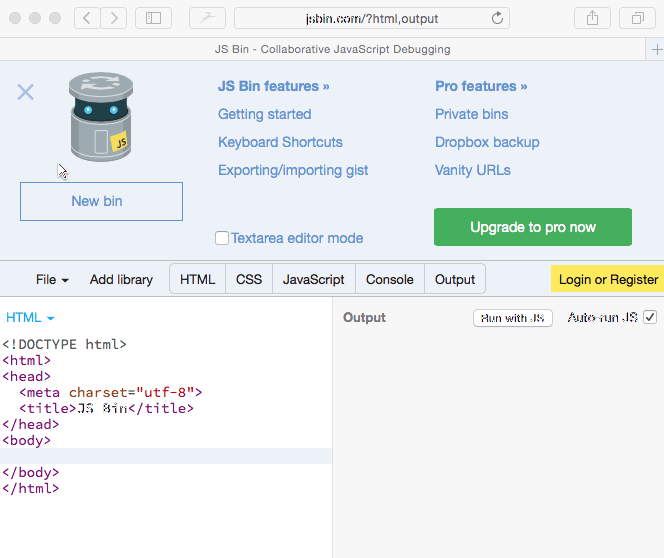 jsbin.com/?html,output
JS Bin - Collaborative JavaScript Debugging
JS
JS Bin features »
Pro features »
Getting started
Private bins
Keyboard Shortcuts
Dropbox backup
Exporting/importing gist
Vanity URLs
New bin
Textarea editor mode
Upgrade to pro now
File
Add library
HTML
CSS
JavaScript
Console
Output
Login or Register
HTML
Output
Run with JS
Auto-run JS
<!DOCTYPE html>
<html>
<head>
  <meta charset="utf-8">
  <title>JS Bin</title>
</head>
<body>
</body>
</html>